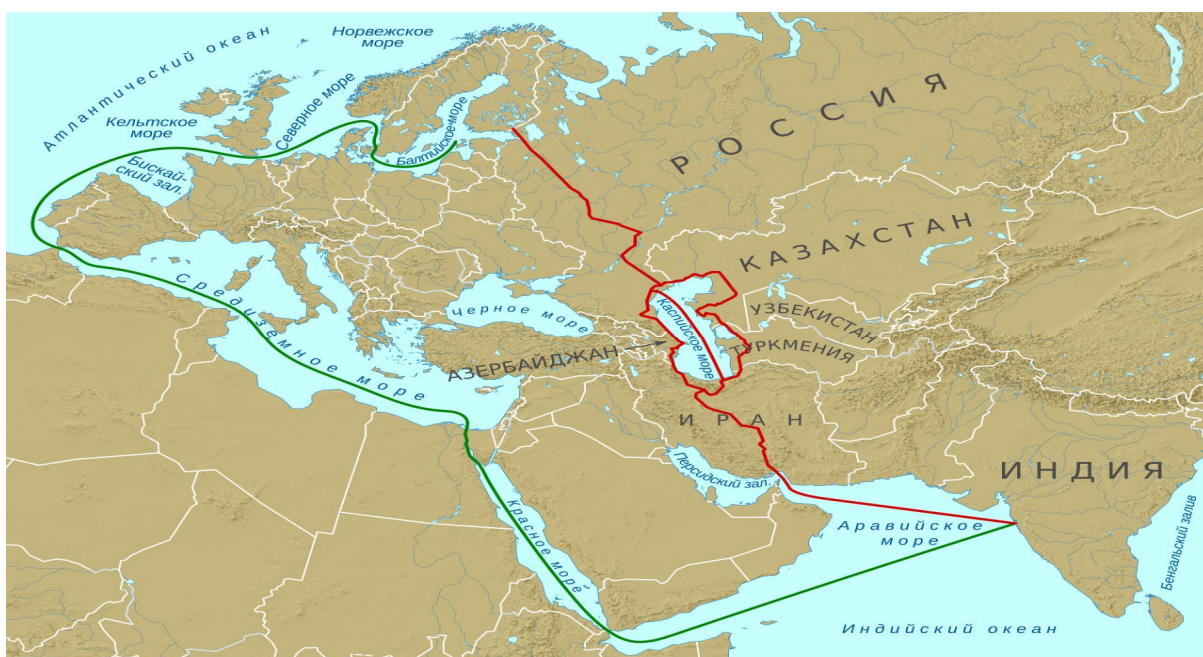 Атлантический океан
Норвежское
море
Северное море
Кельтское
море
Бискай-
ский зал.
Балтийское море
РОССИЯ
КАЗАХСТАН
Средиземное море
Черное море
Каспийское море
УЗБЕКИСТАН
ТУРКМЕНИЯ
АЗЕРБАЙДЖАН
ИРАН
Персидский зал.
ИНДИЯ
Красное море
Аравийское
море
Бенгальский залив
Индийский океан